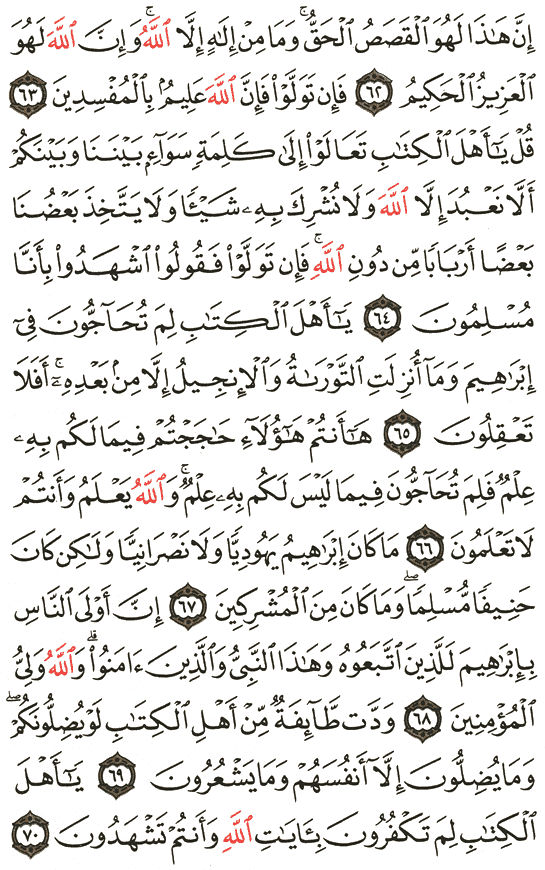 إِنَّ هَٰذَا لَهُوَ ٱلْقَصَصُ ٱلْحَقُّ ۚ وَمَا مِنْ إِلَٰهٍ إِلَّا ٱللَّهُ ۚ وَإِنَّ ٱللَّهَ لَهُوَ
ٱلْعَزِيزُ ٱلْحَكِيمُ ٦٢ فَإِن تَوَلَّوْا۟ فَإِنَّ ٱللَّهَ عَلِيمٌۢ بِٱلْمُفْسِدِينَ ٦٣
قُلْ يَٰٓأَهْلَ ٱلْكِتَٰبِ تَعَالَوْا۟ إِلَىٰ كَلِمَةٍ سَوَآءٍۭ بَيْنَنَا وَبَيْنَكُمْ
أَلَّا نَعْبُدَ إِلَّا ٱللَّهَ وَلَا نُشْرِكَ بِهِۦ شَيْـًٔا وَلَا يَتَّخِذَ بَعْضُنَا
بَعْضًا أَرْبَابًا مِّن دُونِ ٱللَّهِ ۚ فَإِن تَوَلَّوْا۟ فَقُولُوا۟ ٱشْهَدُوا۟ بِأَنَّا
مُسْلِمُونَ ٦٤ يَٰٓأَهْلَ ٱلْكِتَٰبِ لِمَ تُحَآجُّونَ فِىٓ
إِبْرَٰهِيمَ وَمَآ أُنزِلَتِ ٱلتَّوْرَىٰةُ وَٱلْإِنجِيلُ إِلَّا مِنۢ بَعْدِهِۦٓ ۚ أَفَلَا
تَعْقِلُونَ ٦٥ هَٰٓأَنتُمْ هَٰٓؤُلَآءِ حَٰجَجْتُمْ فِيمَا لَكُم بِهِۦ
عِلْمٌ فَلِمَ تُحَآجُّونَ فِيمَا لَيْسَ لَكُم بِهِۦ عِلْمٌ ۚ وَٱللَّهُ يَعْلَمُ وَأَنتُمْ
لَا تَعْلَمُونَ ٦٦ مَا كَانَ إِبْرَٰهِيمُ يَهُودِيًّا وَلَا نَصْرَانِيًّا وَلَٰكِن كَانَ
حَنِيفًا مُّسْلِمًا ۖ وَمَا كَانَ مِنَ ٱلْمُشْرِكِينَ ٦٧ إِنَّ أَوْلَى ٱلنَّاسِ
بِإِبْرَٰهِيمَ لَلَّذِينَ ٱتَّبَعُوهُ وَهَٰذَا ٱلنَّبِىُّ وَٱلَّذِينَ ءَامَنُوا۟ ۗ وَٱللَّهُ وَلِىُّ
ٱلْمُؤْمِنِينَ ٦٨ وَدَّت طَّآئِفَةٌ مِّنْ أَهْلِ ٱلْكِتَٰبِ لَوْ يُضِلُّونَكُمْ ۖ
وَمَا يُضِلُّونَ إِلَّآ أَنفُسَهُمْ وَمَا يَشْعُرُونَ ٦٩ يَٰٓأَهْلَ
ٱلْكِتَٰبِ لِمَ تَكْفُرُونَ بِـَٔايَٰتِ ٱللَّهِ وَأَنتُمْ تَشْهَدُونَ ٧٠